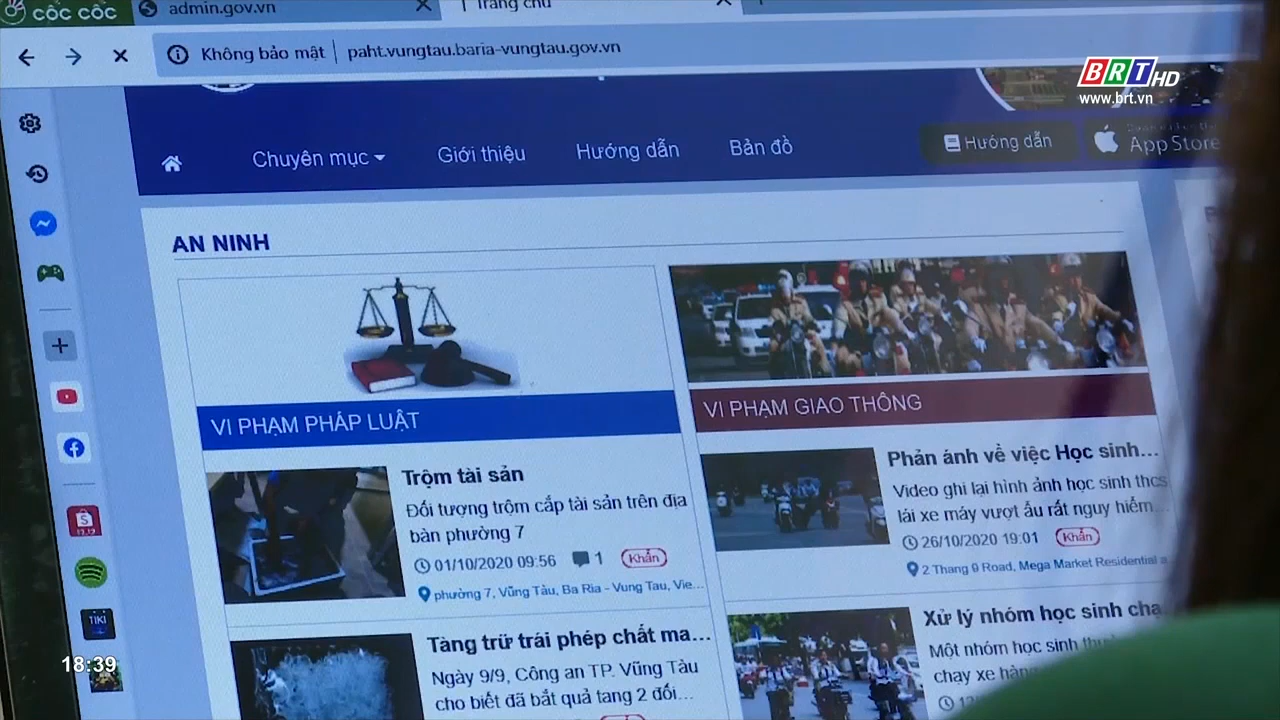 CỐC CỐC
admin.gov.vn
Trang chủ
Không bảo mật
paht.vungtau.baria-vungtau.gov.vn
BRT HD
www.brt.vn
Chuyên mục
Giới thiệu
Hướng dẫn
Bản đồ
Hướng dẫn
App Store
AN NINH
VI PHẠM PHÁP LUẬT
VI PHẠM GIAO THÔNG
Trộm tài sản
Đối tượng trộm cắp tài sản trên địa
bàn phường 7
01/10/2020 09:56
1
Khẩn
phường 7, Vũng Tàu, Ba Ria - Vung Tau, Vie...
Phản ánh về việc Học sinh...
Video ghi lại hình ảnh học sinh thcs
lái xe máy vượt ẩu rất nguy hiểm...
26/10/2020 19:01
Khẩn
2 Thang 9 Road, Mega Market Residential a
Tàng trữ trái phép chất ma...
Ngày 9/9, Công an TP. Vũng Tàu
cho biết đã bắt quả tang 2 đối...
Xử lý nhóm học sinh chạ
Một nhóm học sinh
chạy xe hàng
TIKI
18:39